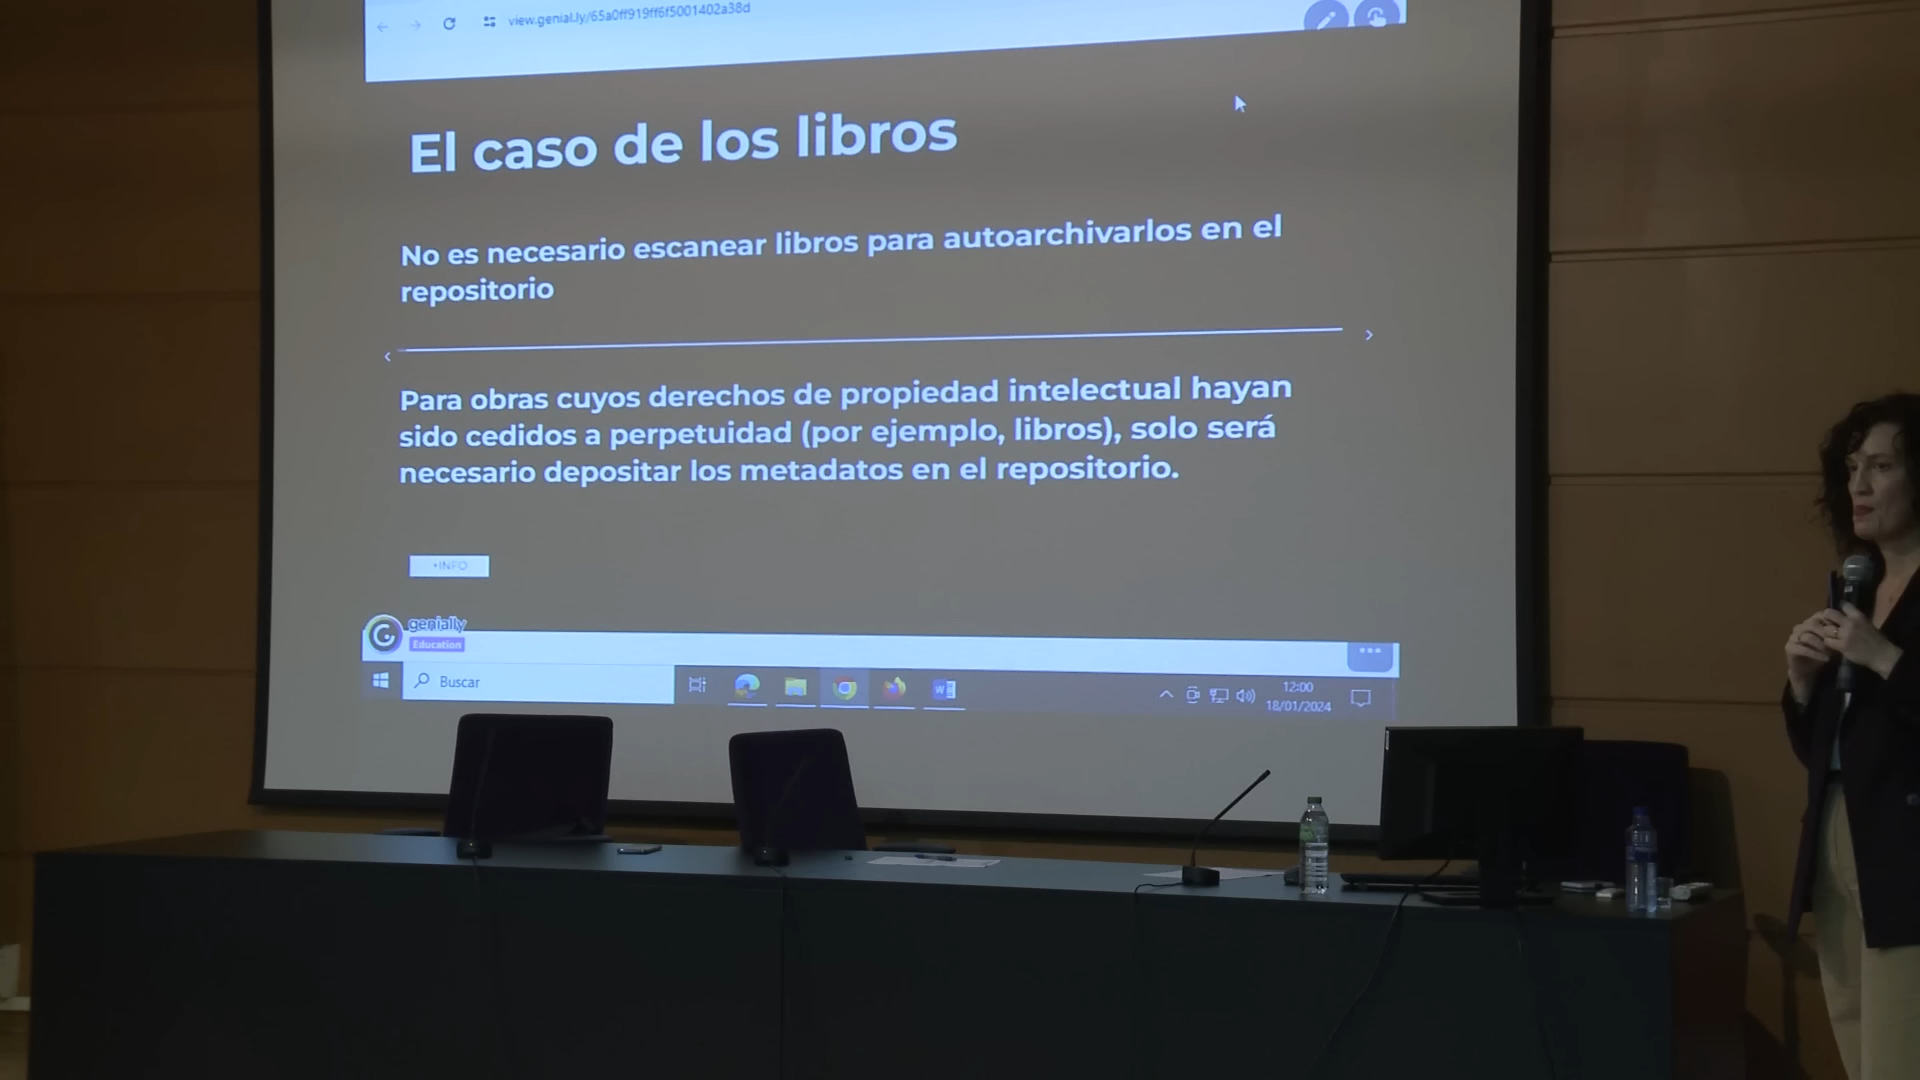 view.genial.ly/65a0ff919ff6f5001402a38d
El caso de los libros
No es necesario escanear libros para autoarchivarlos en el
repositorio
Para obras cuyos derechos de propiedad intelectual hayan
sido cedidos a perpetuidad (por ejemplo, libros), solo será
necesario depositar los metadatos en el repositorio.
+INFO
genially
Education
Buscar
12:00
18/01/2024